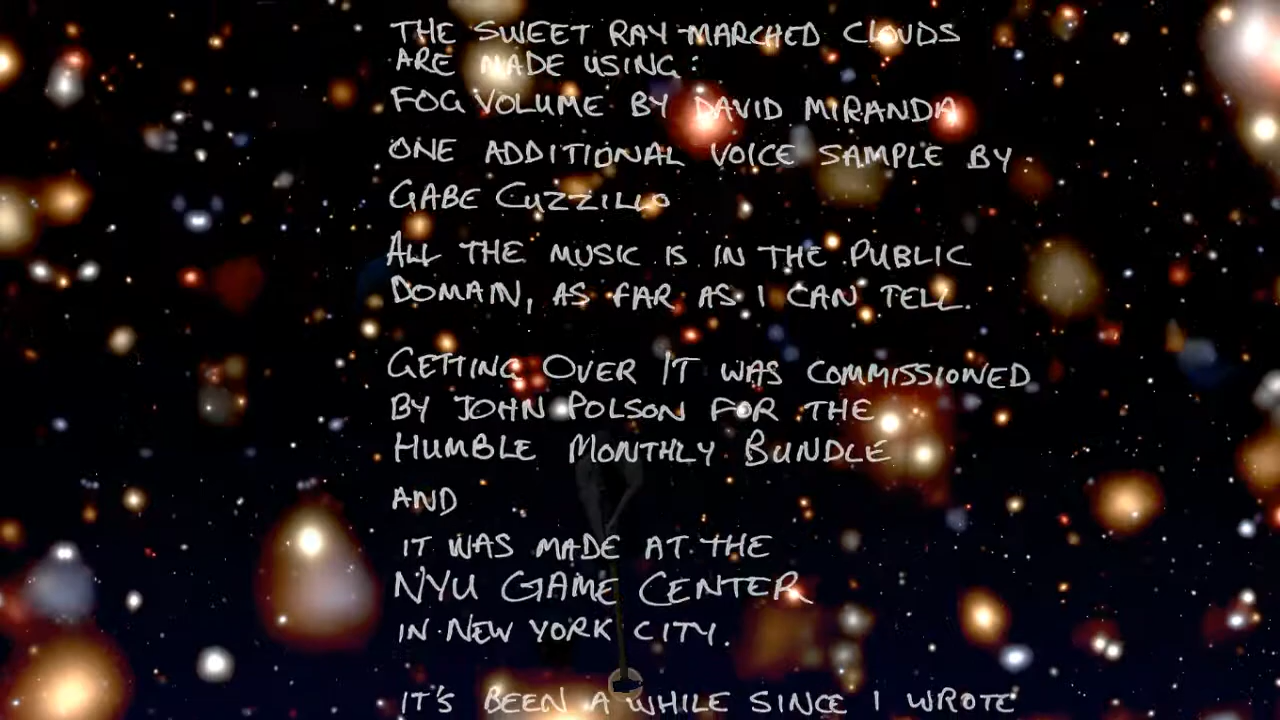 THE SWEET RAY-MARCHED CLOUDS
ARE MADE USING:
FOG VOLUME BY DAVID MIRANDA
ONE ADDITIONAL VOICE SAMPLE BY
GABE CUZZILLO
ALL THE MUSIC IS IN THE PUBLIC
DOMAIN, AS FAR AS I CAN TELL.
GETTING OVER IT WAS COMMISSIONED
BY JOHN POLSON FOR THE
HUMBLE MONTHLY BUNDLE
AND
IT WAS MADE AT THE
NYU GAME CENTER
IN NEW YORK CITY.
IT'S BEEN A WHILE SINCE I WROTE